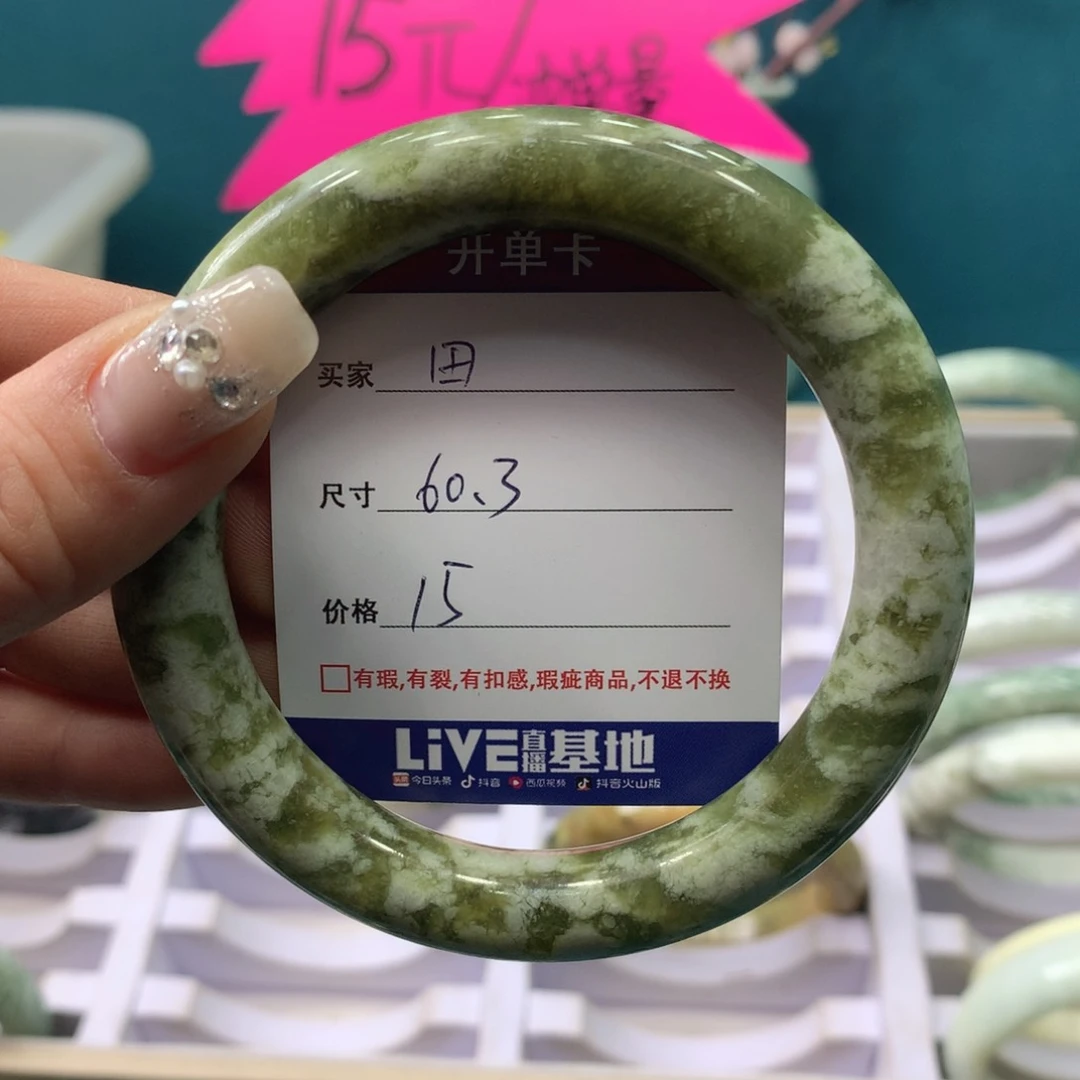 15元/
开单卡
买家 田
尺寸 60.3
价格 15
有瑕,有裂,有扣感,瑕疵商品,不退不换
LiVE直播基地
头条 今日头条 抖音 西瓜视频 抖音火山版